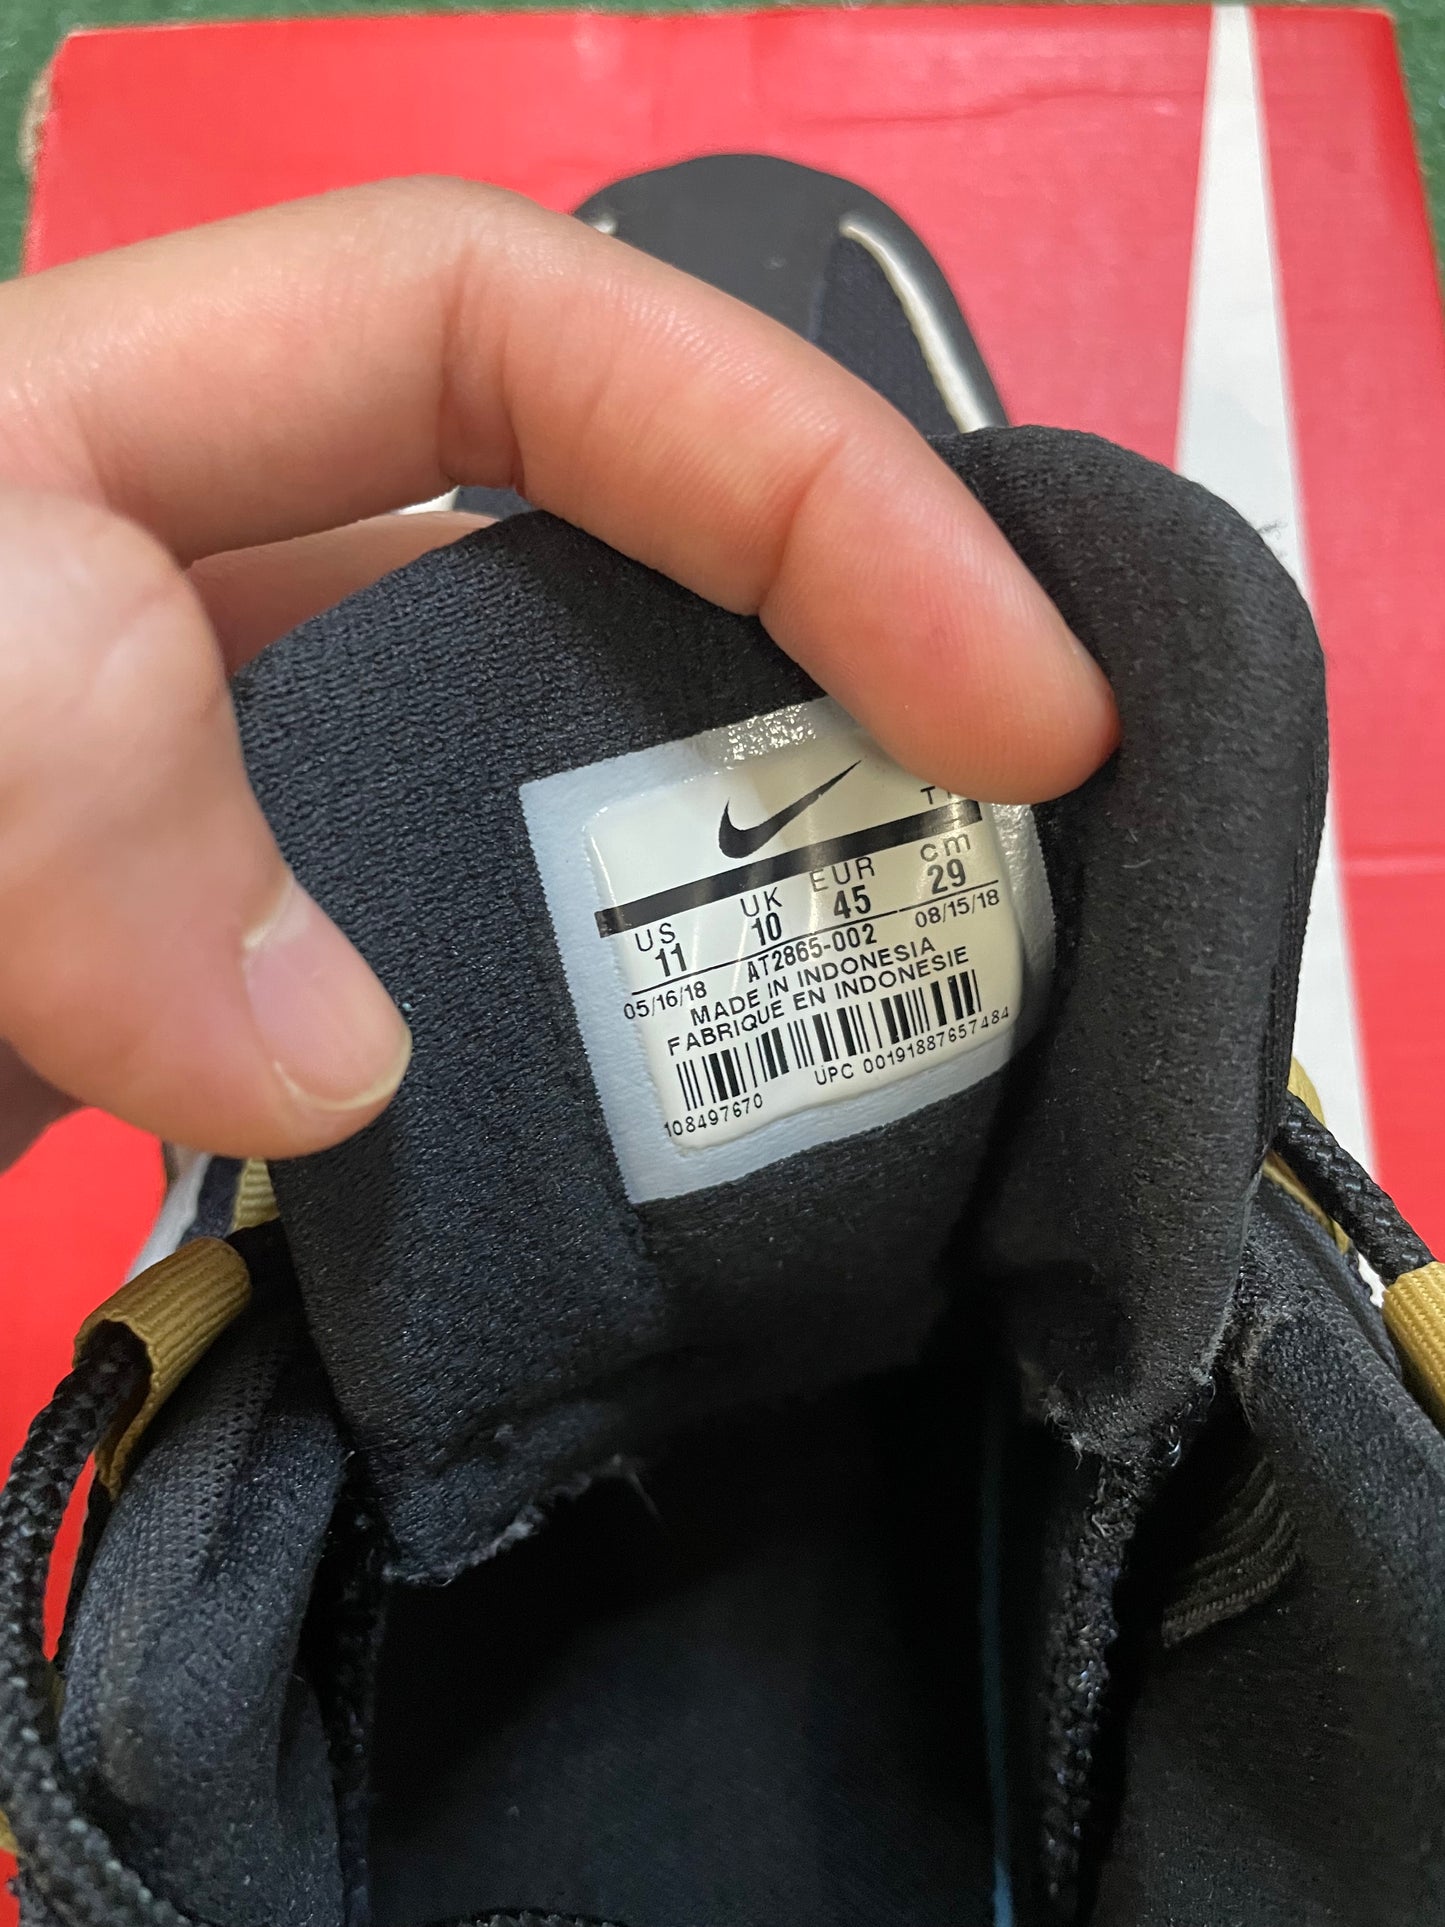 US UK EUR cm
11 10 45 29
05/16/18 AT2865-002 08/15/18
MADE IN INDONESIA
FABRIQUE EN INDONESIE
UPC 00191887657484
108497670